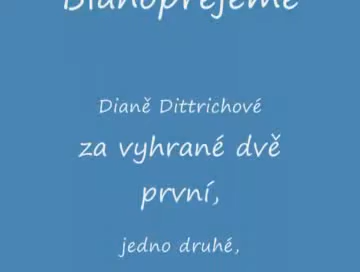 Blahopřejeme
Dianě Dittrichové
za vyhrané dvě
první,
jedno druhé,